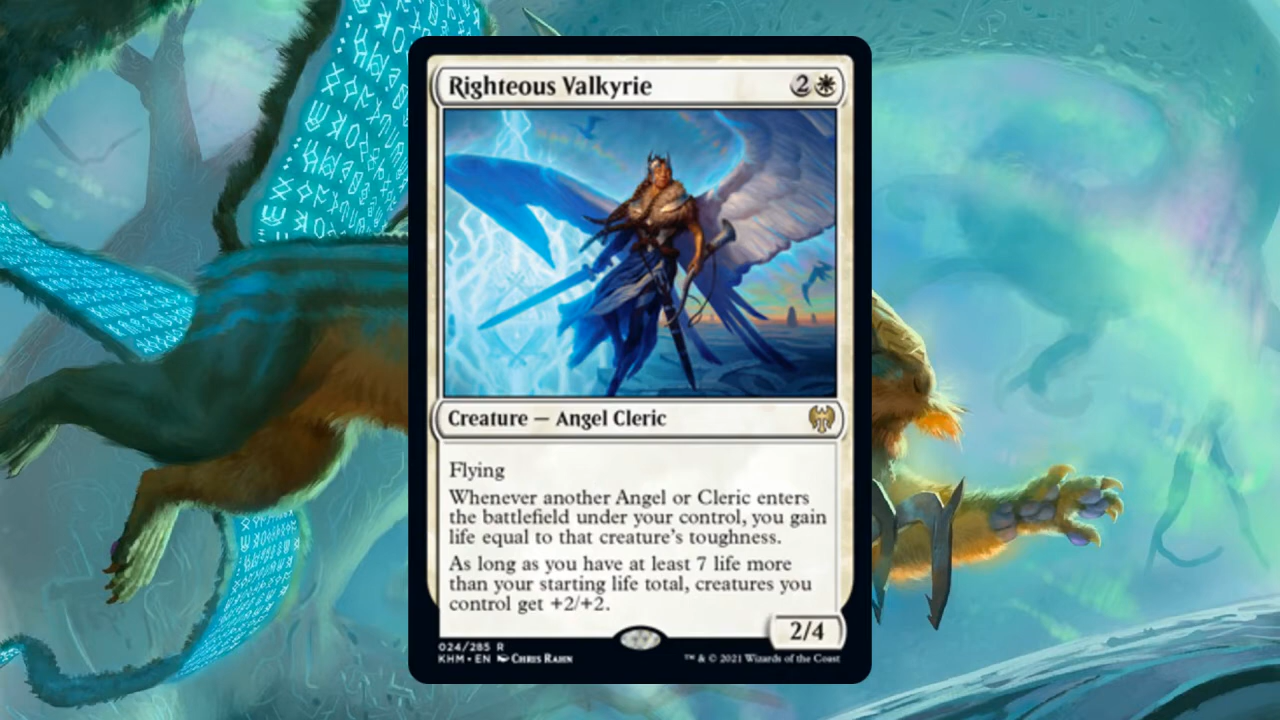 Righteous Valkyrie 2
Creature — Angel Cleric
Flying
Whenever another Angel or Cleric enters
the battlefield under your control, you gain
life equal to that creature's toughness.
As long as you have at least 7 life more
than your starting life total, creatures you
control get +2/+2.
2/4
024/285 R
KHM • EN Chris Rahn
™ & © 2021 Wizards of the Coast